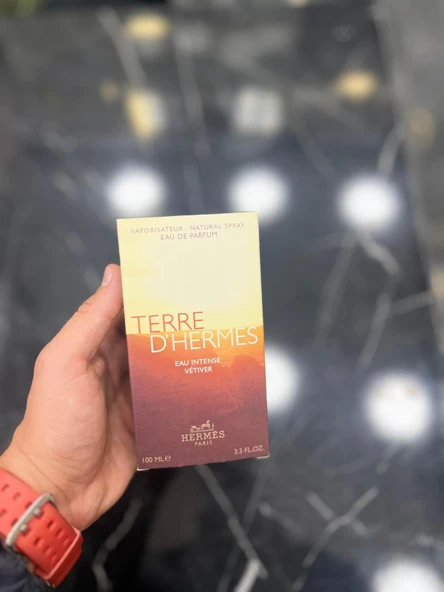 VAPORISATEUR . NATURAL SPRAY
EAU DE PARFUM
TERRE
D'HERMES
EAU INTENSE
VÉTIVER
HERMÈS
PARIS
100 ML℮ 3.3 FL.OZ.